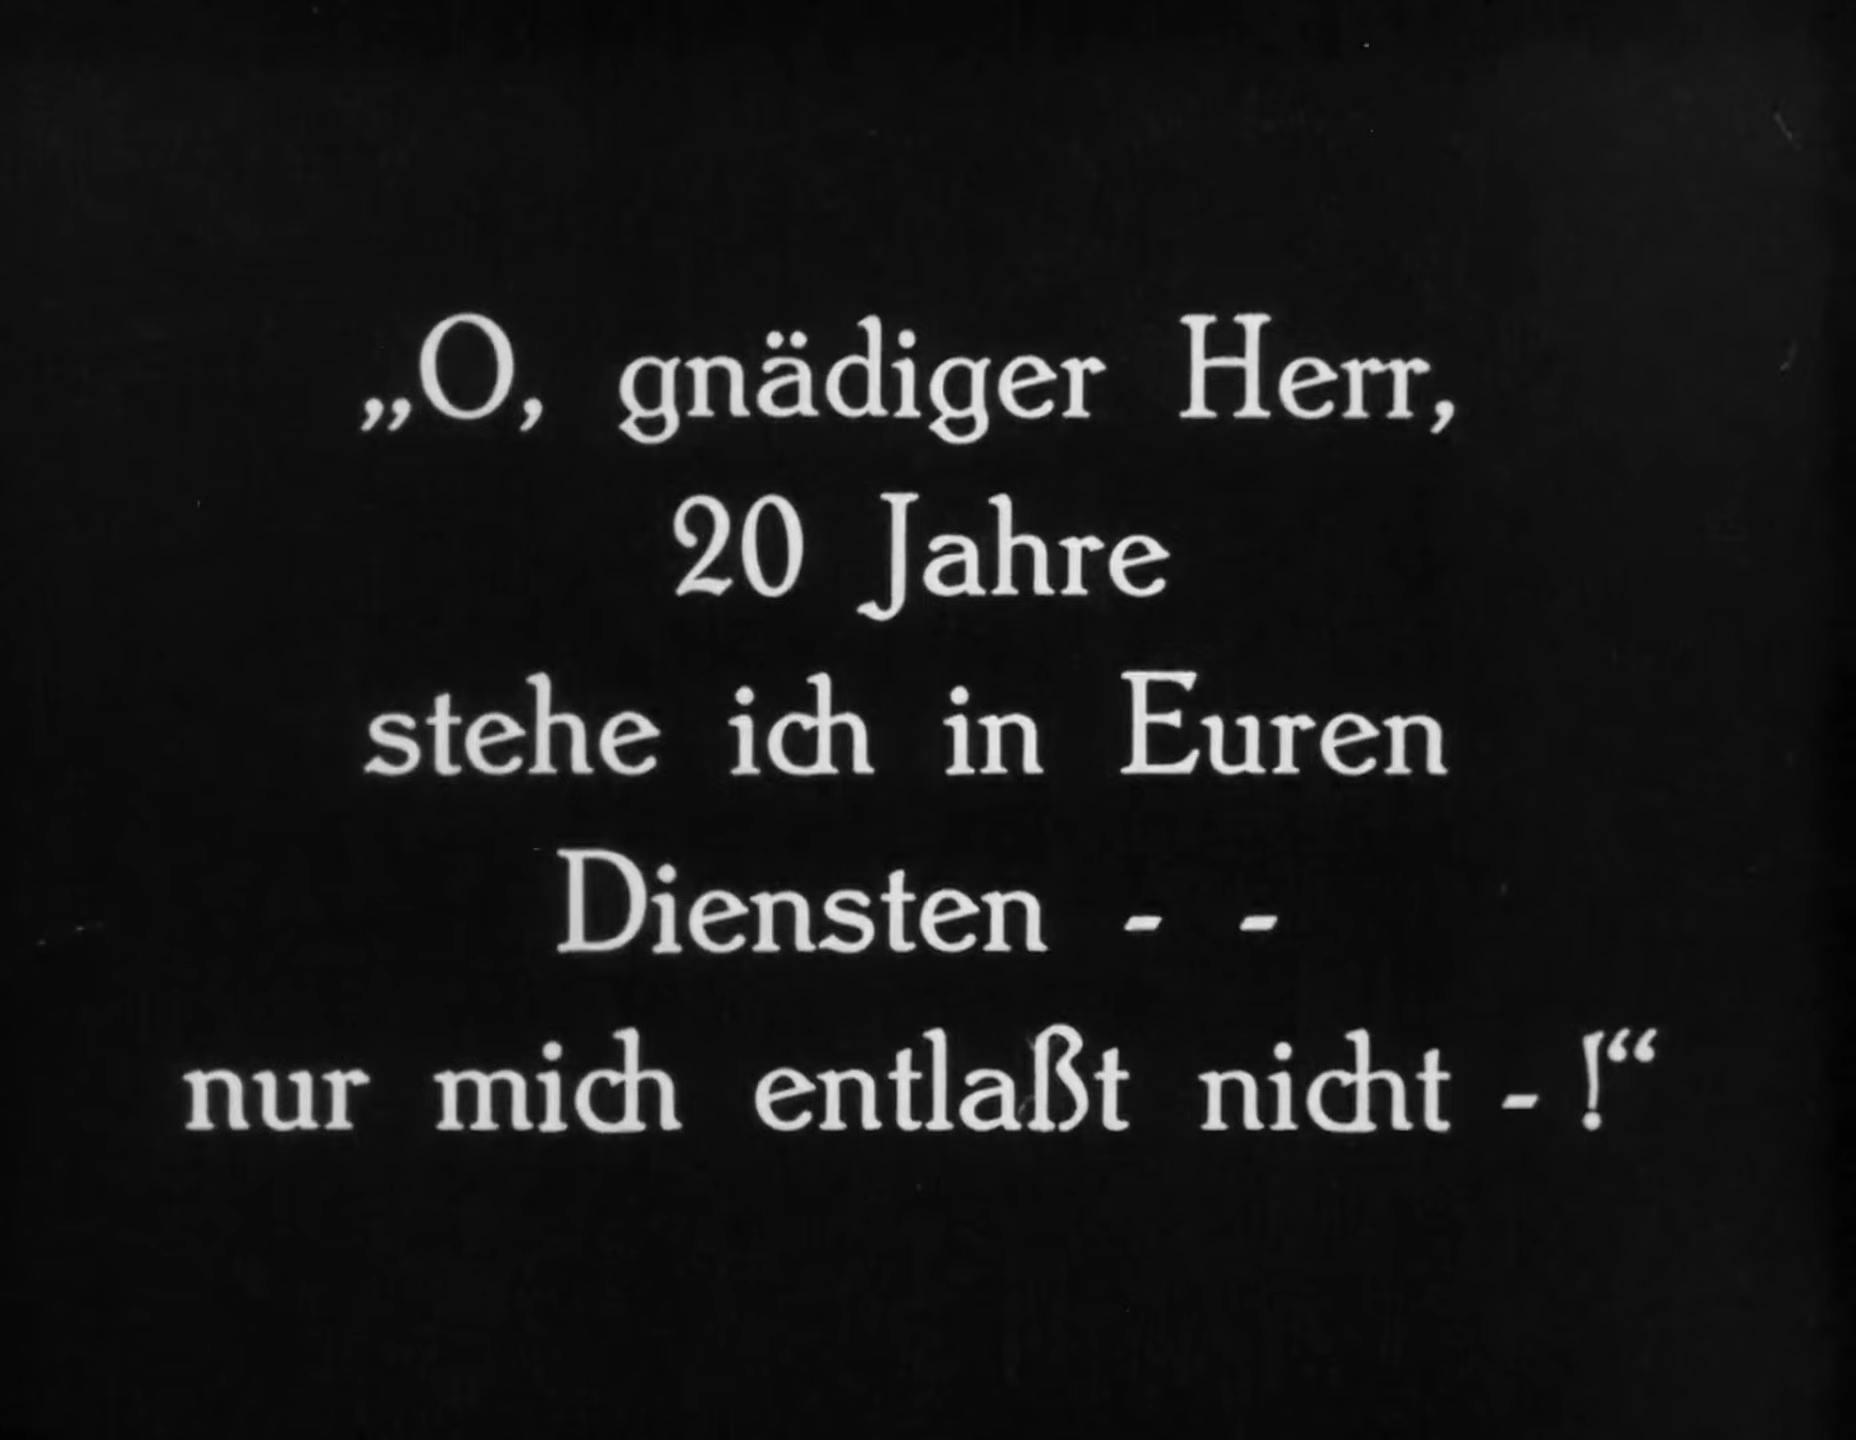 „O, gnädiger Herr,
20 Jahre
stehe ich in Euren
Diensten - -
nur mich entlaßt nicht - !“